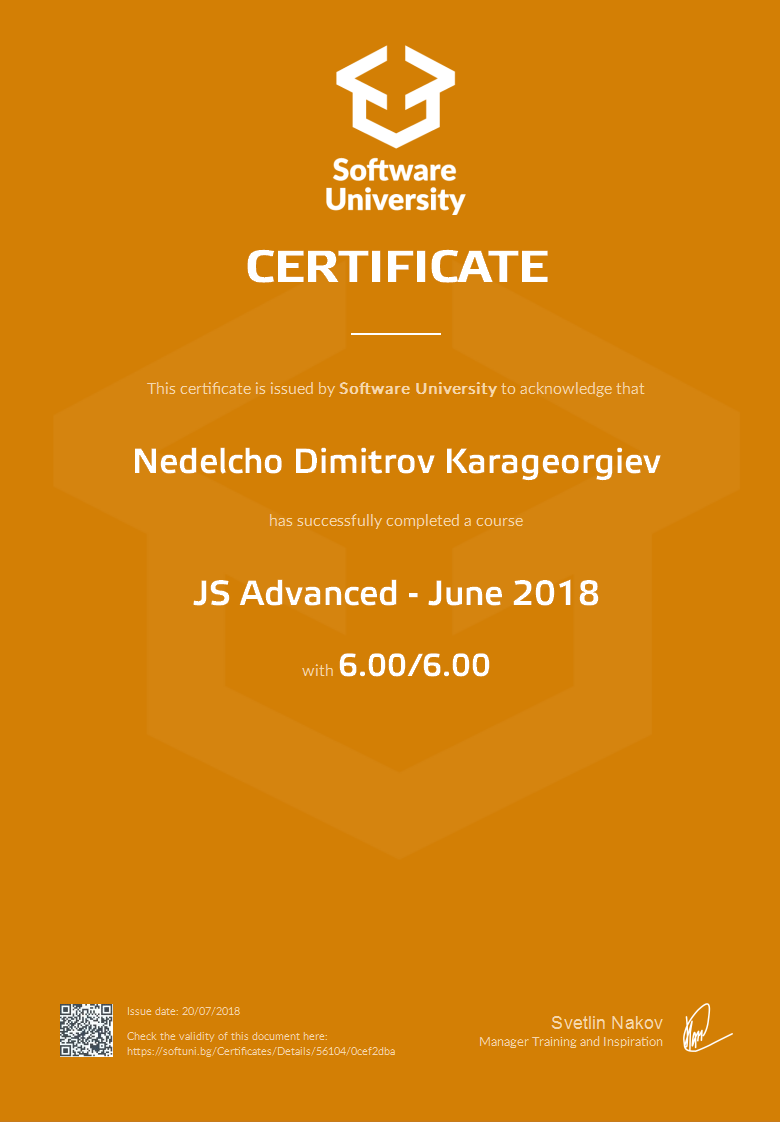 Software
University
CERTIFICATE
This certificate is issued by Software University to acknowledge that
Nedelcho Dimitrov Karageorgiev
has successfully completed a course
JS Advanced - June 2018
with 6.00/6.00
Issue date: 20/07/2018
Check the validity of this document here:
https://softuni.bg/Certificates/Details/56104/0cef2dba
Svetlin Nakov
Manager Training and Inspiration